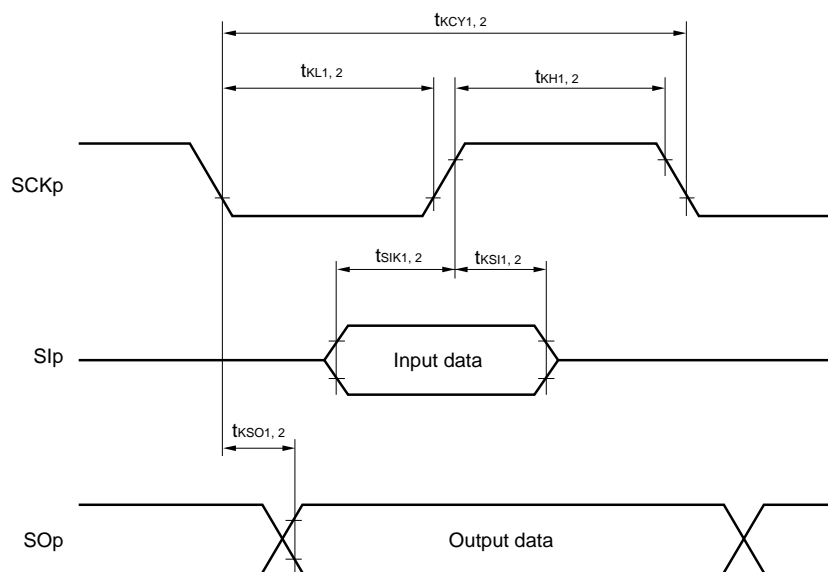 tKCY1, 2
tKL1, 2
tKH1, 2
SCKp
tSIK1, 2
tKSI1, 2
SIp
Input data
tKSO1, 2
SOp
Output data